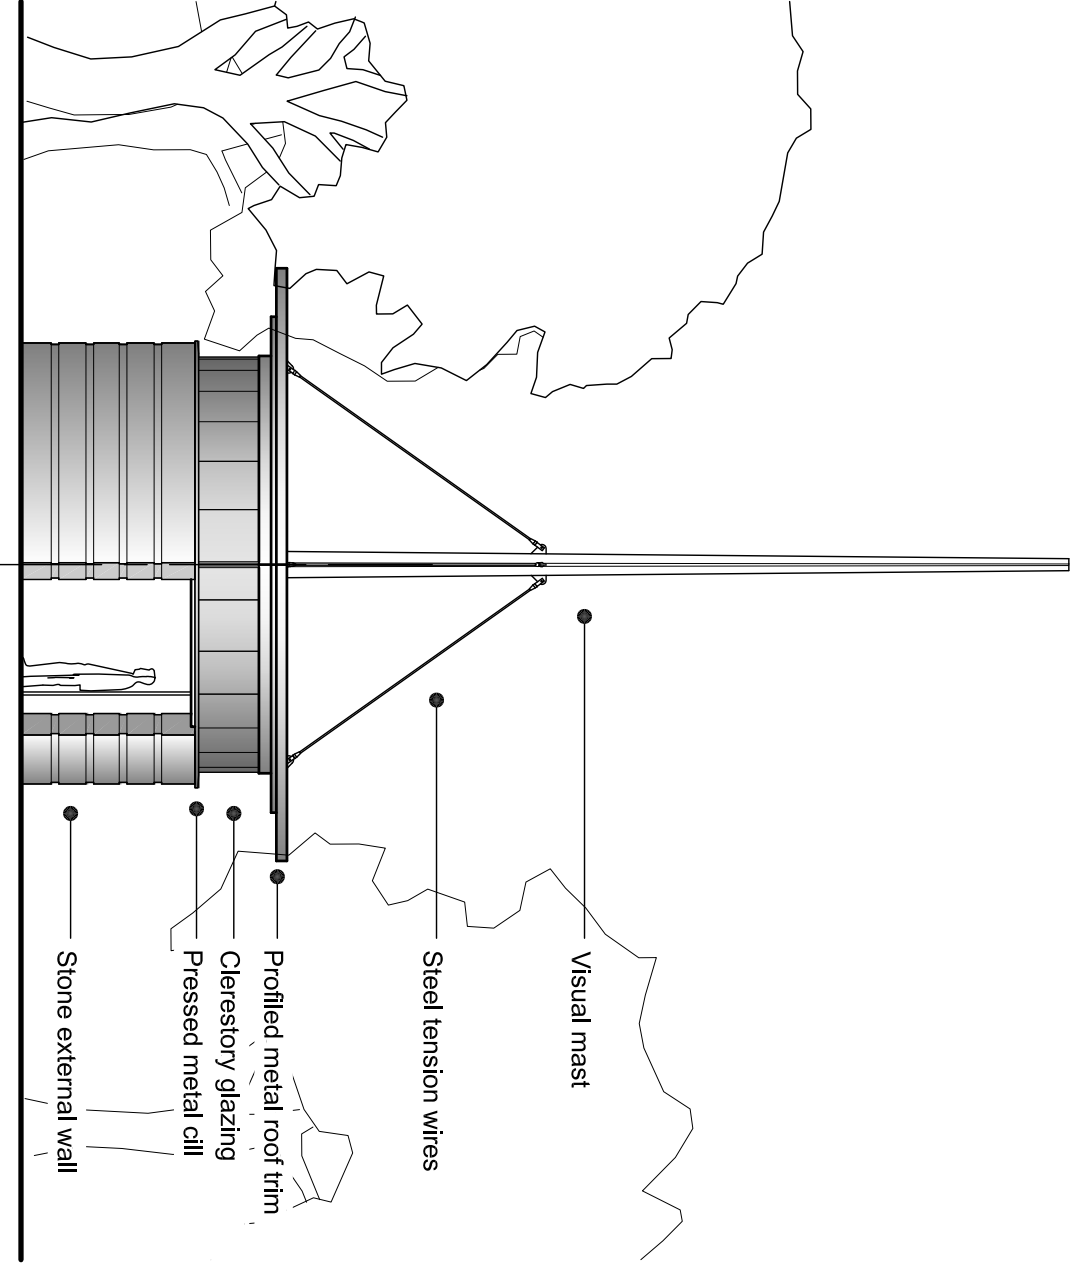 Visual mast
Steel tension wires
Profiled metal roof trim
Clerestory glazing
Pressed metal cill
Stone external wall